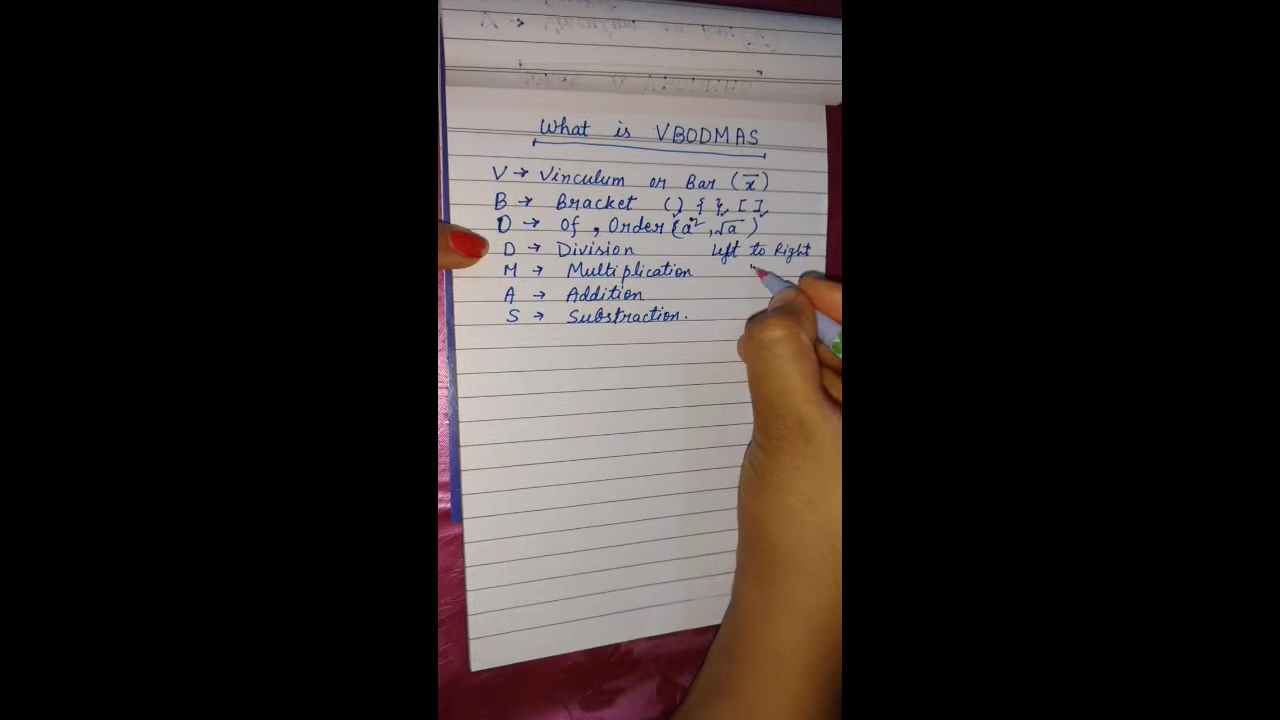 What is VBODMAS
V → Vinculum or Bar (x̅)
B → Bracket () { }, [ ],
O → Of , Order {a², √a )
D → Division Left to Right
M → Multiplication "
A → Addition
S → Substraction.